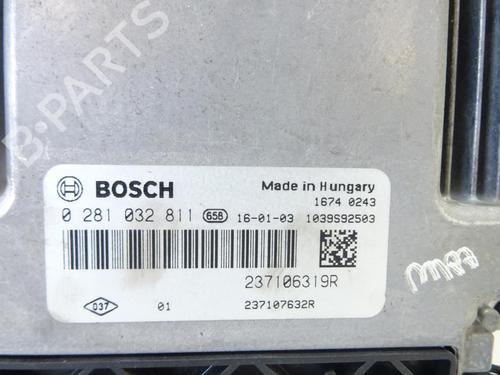 B-PARTS
BOSCH
Made in Hungary
1674 0243
0 281 032 811 658 16-01-03 1039S92503
237106319R
D37 01 237107632R